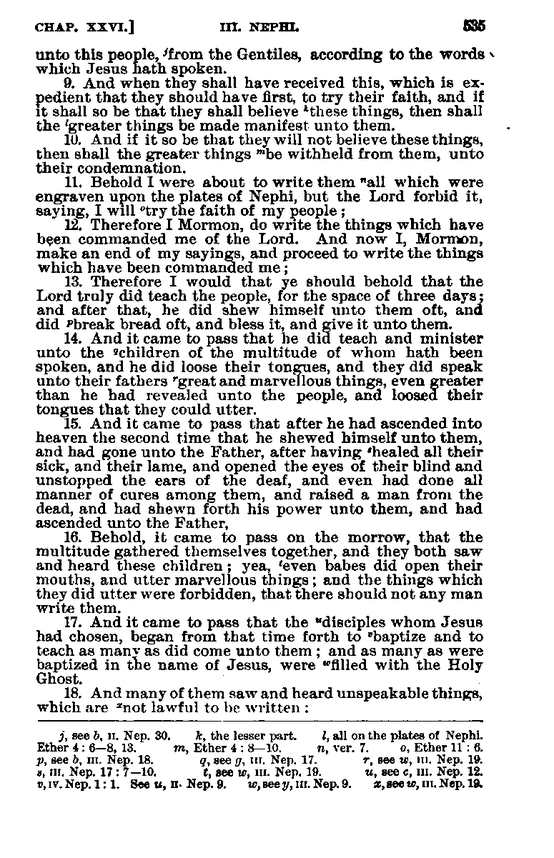 CHAP. XXVI.] III. NEPHI. 535
unto this people, ʲfrom the Gentiles, according to the words
which Jesus hath spoken.
9. And when they shall have received this, which is ex-
pedient that they should have first, to try their faith, and if
it shall so be that they shall believe ᵏthese things, then shall
the ˡgreater things be made manifest unto them.
10. And if it so be that they will not believe these things,
then shall the greater things ᵐbe withheld from them, unto
their condemnation.
11. Behold I were about to write them ⁿall which were
engraven upon the plates of Nephi, but the Lord forbid it,
saying, I will ᵒtry the faith of my people;
12. Therefore I Mormon, do write the things which have
been commanded me of the Lord. And now I, Mormon,
make an end of my sayings, and proceed to write the things
which have been commanded me;
13. Therefore I would that ye should behold that the
Lord truly did teach the people, for the space of three days;
and after that, he did shew himself unto them oft, and
did ᵖbreak bread oft, and bless it, and give it unto them.
14. And it came to pass that he did teach and minister
unto the qchildren of the multitude of whom hath been
spoken, and he did loose their tongues, and they did speak
unto their fathers ʳgreat and marvellous things, even greater
than he had revealed unto the people, and loosed their
tongues that they could utter.
15. And it came to pass that after he had ascended into
heaven the second time that he shewed himself unto them,
and had gone unto the Father, after having ˢhealed all their
sick, and their lame, and opened the eyes of their blind and
unstopped the ears of the deaf, and even had done all
manner of cures among them, and raised a man from the
dead, and had shewn forth his power unto them, and had
ascended unto the Father,
16. Behold, it came to pass on the morrow, that the
multitude gathered themselves together, and they both saw
and heard these children; yea, ᵗeven babes did open their
mouths, and utter marvellous things; and the things which
they did utter were forbidden, that there should not any man
write them.
17. And it came to pass that the ᵘdisciples whom Jesus
had chosen, began from that time forth to ᵛbaptize and to
teach as many as did come unto them; and as many as were
baptized in the name of Jesus, were ʷfilled with the Holy
Ghost.
18. And many of them saw and heard unspeakable things,
which are ˣnot lawful to be written:
j, see b, II. Nep. 30. k, the lesser part. l, all on the plates of Nephi.
Ether 4 : 6—8, 13. m, Ether 4 : 8—10. n, ver. 7. o, Ether 11 : 6.
p, see b, III. Nep. 18. q, see g, III. Nep. 17. r, see w, III. Nep. 19.
s, III. Nep. 17 : 7—10. t, see w, III. Nep. 19. u, see c, III. Nep. 12.
v, IV. Nep. 1 : 1. See u, II. Nep. 9. w, see y, III. Nep. 9. x, see w, III. Nep. 19.